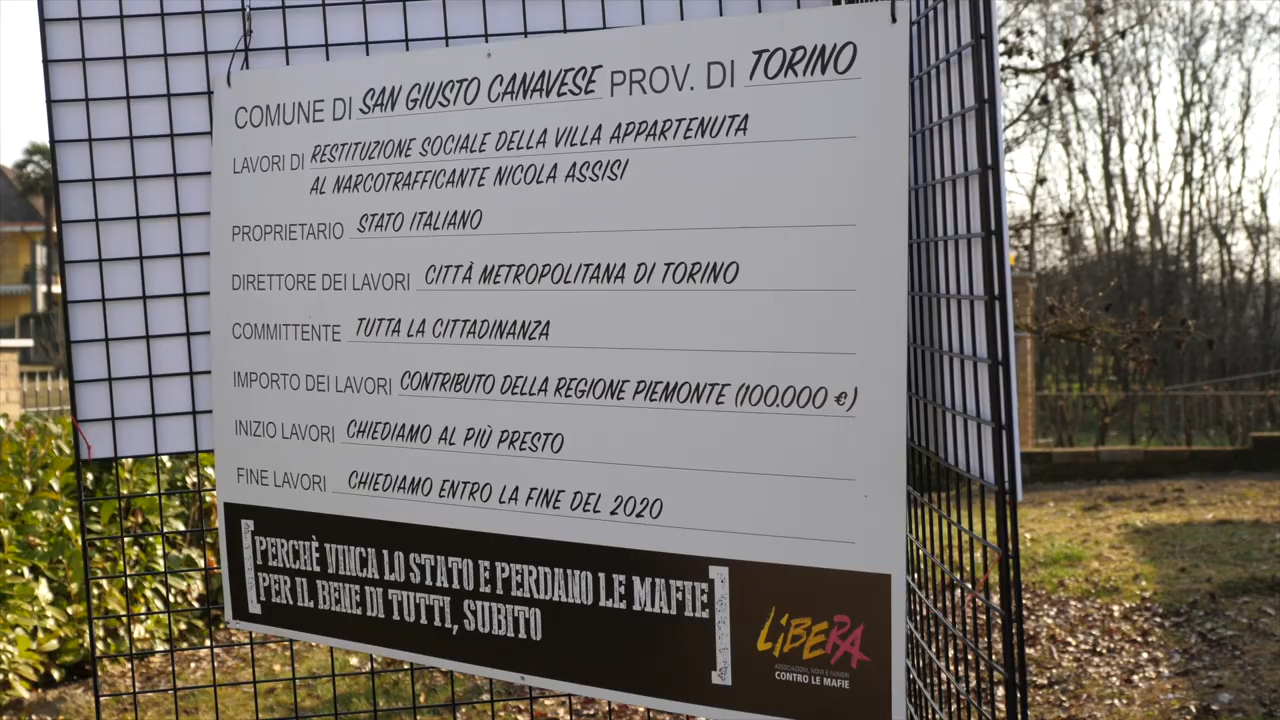 COMUNE DI SAN GIUSTO CANAVESE PROV. DI TORINO
LAVORI DI RESTITUZIONE SOCIALE DELLA VILLA APPARTENUTA
AL NARCOTRAFFICANTE NICOLA ASSISI
PROPRIETARIO STATO ITALIANO
DIRETTORE DEI LAVORI CITTÀ METROPOLITANA DI TORINO
COMMITTENTE TUTTA LA CITTADINANZA
IMPORTO DEI LAVORI CONTRIBUTO DELLA REGIONE PIEMONTE (100.000 €)
INIZIO LAVORI CHIEDIAMO AL PIÙ PRESTO
FINE LAVORI CHIEDIAMO ENTRO LA FINE DEL 2020
[PERCHÈ VINCA LO STATO E PERDANO LE MAFIE
PER IL BENE DI TUTTI, SUBITO]
LiBERA
ASSOCIAZIONI, NOMI E NUMERI
CONTRO LE MAFIE